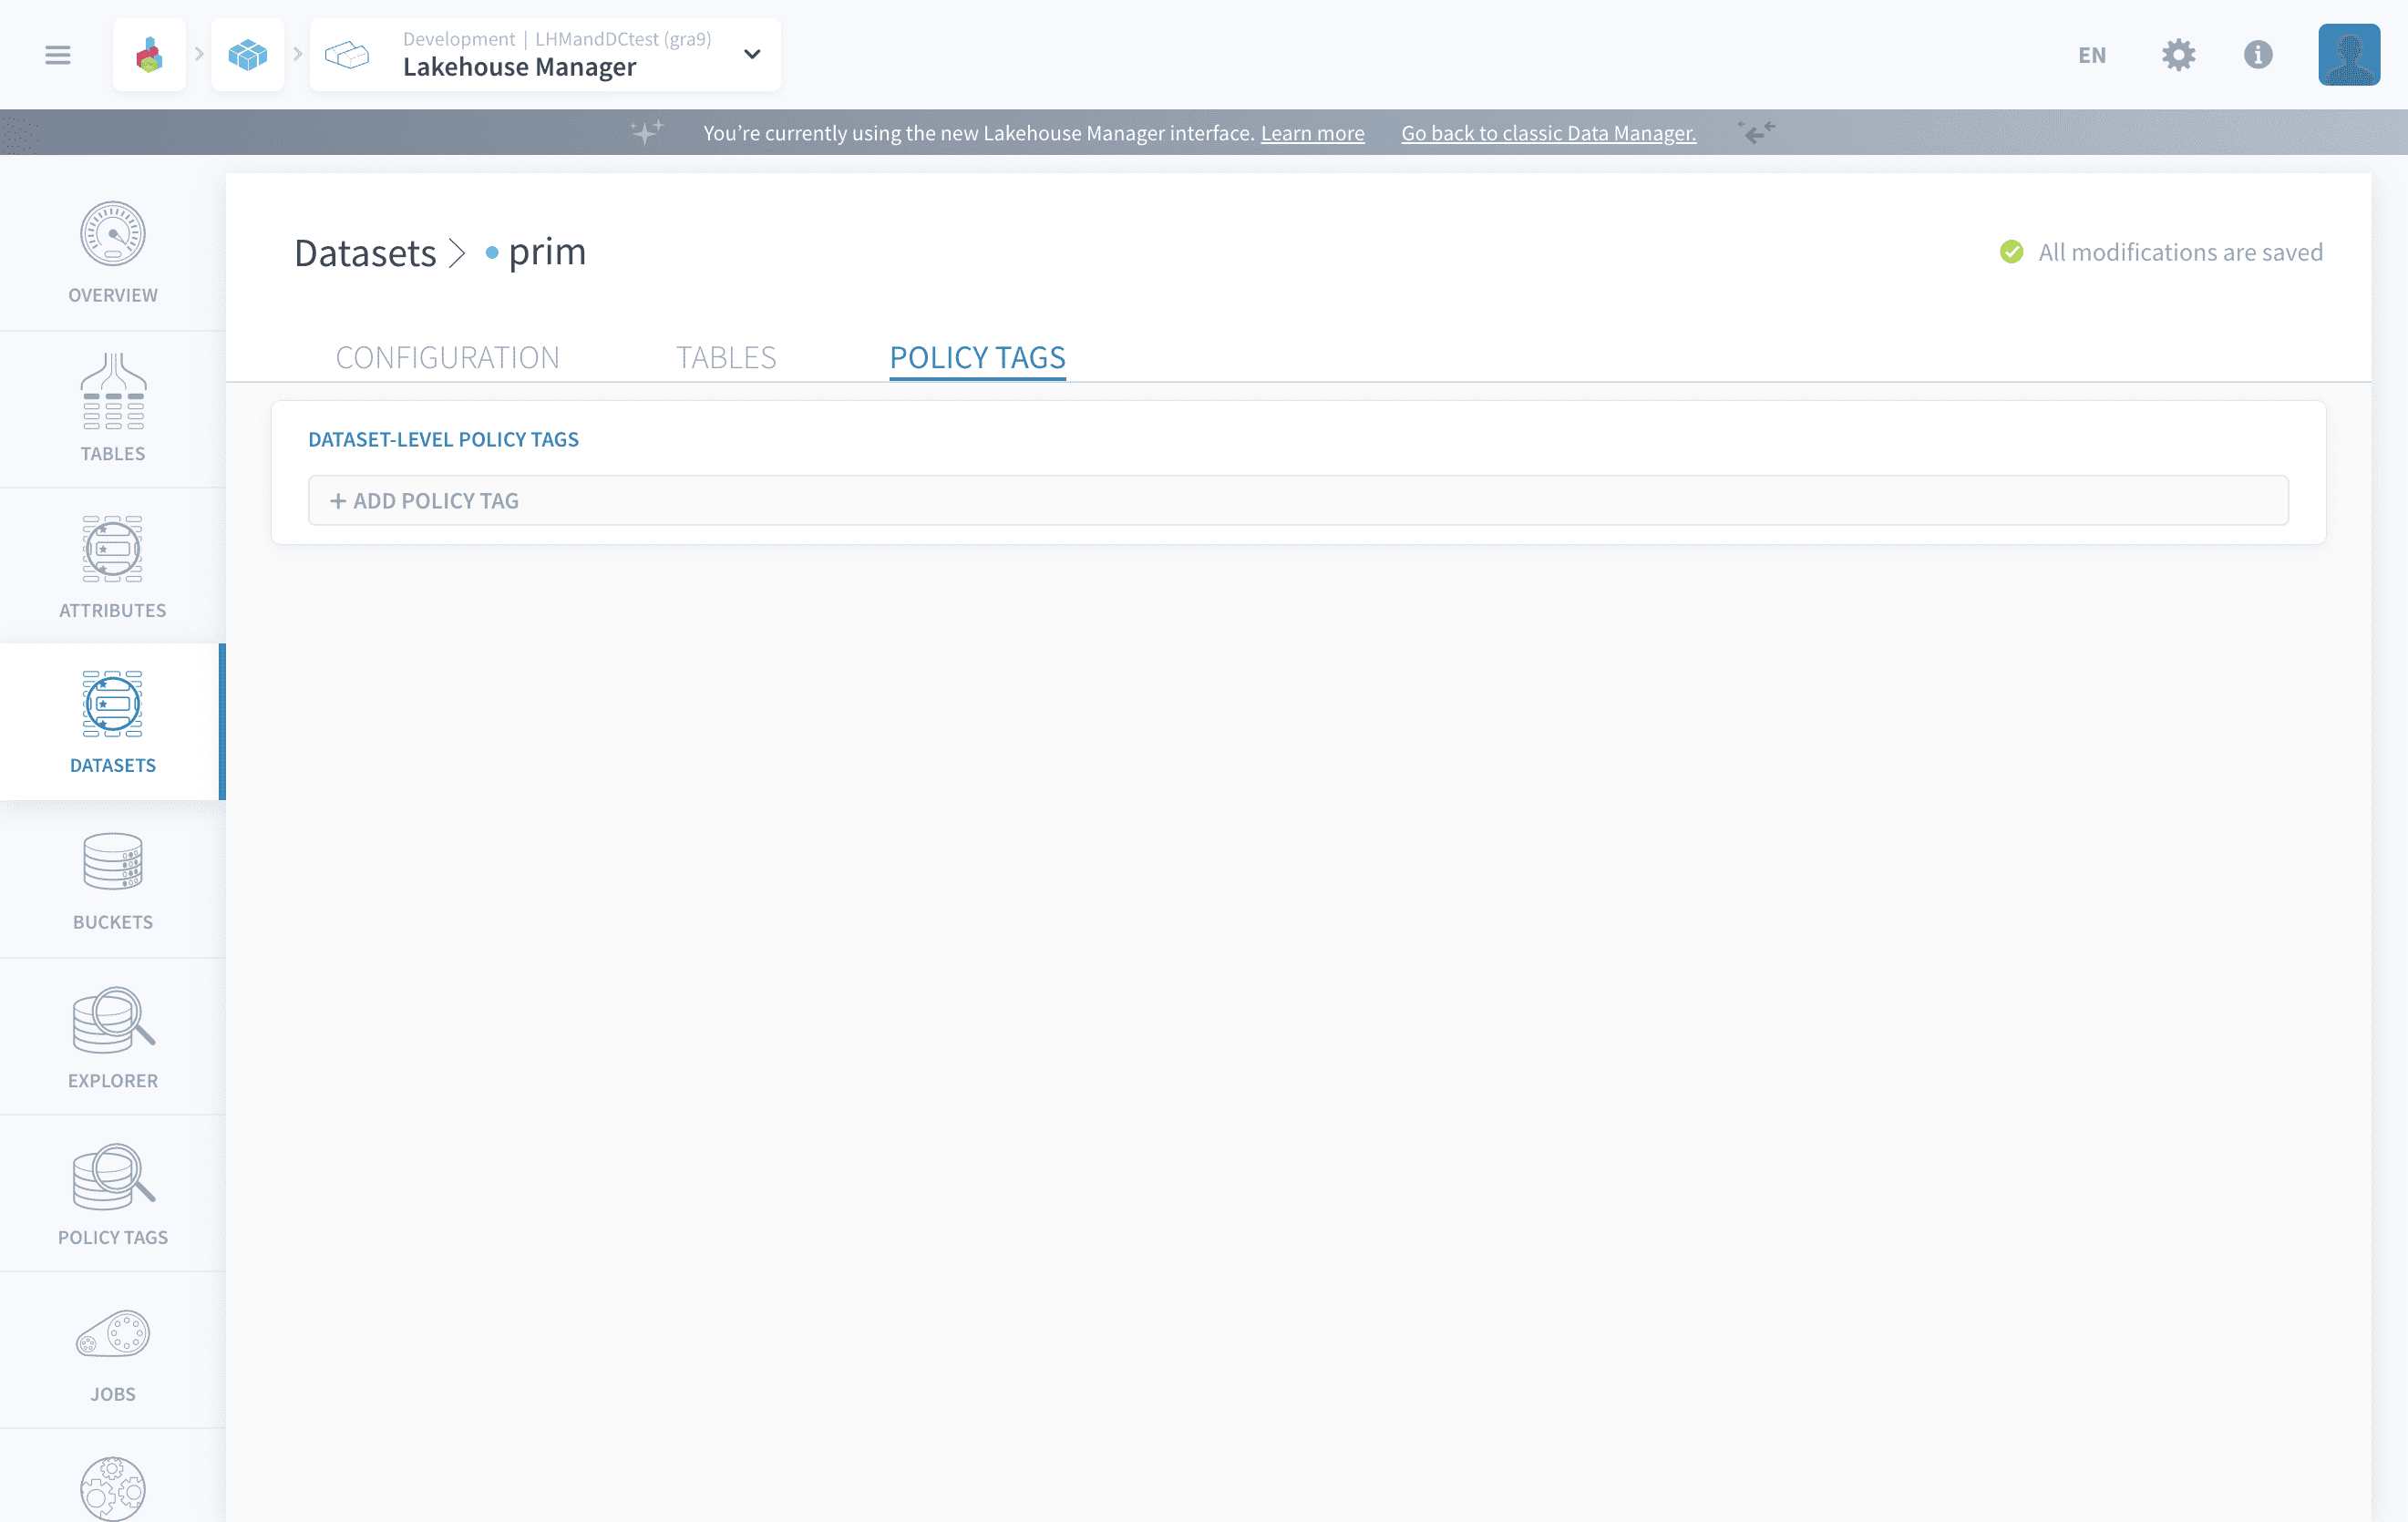 Development | LHMandDCtest (gra9)
Lakehouse Manager
EN
You’re currently using the new Lakehouse Manager interface. Learn more Go back to classic Data Manager.
OVERVIEW
TABLES
ATTRIBUTES
DATASETS
BUCKETS
EXPLORER
POLICY TAGS
JOBS
Datasets > • prim
All modifications are saved
CONFIGURATION TABLES POLICY TAGS
DATASET-LEVEL POLICY TAGS
+ ADD POLICY TAG